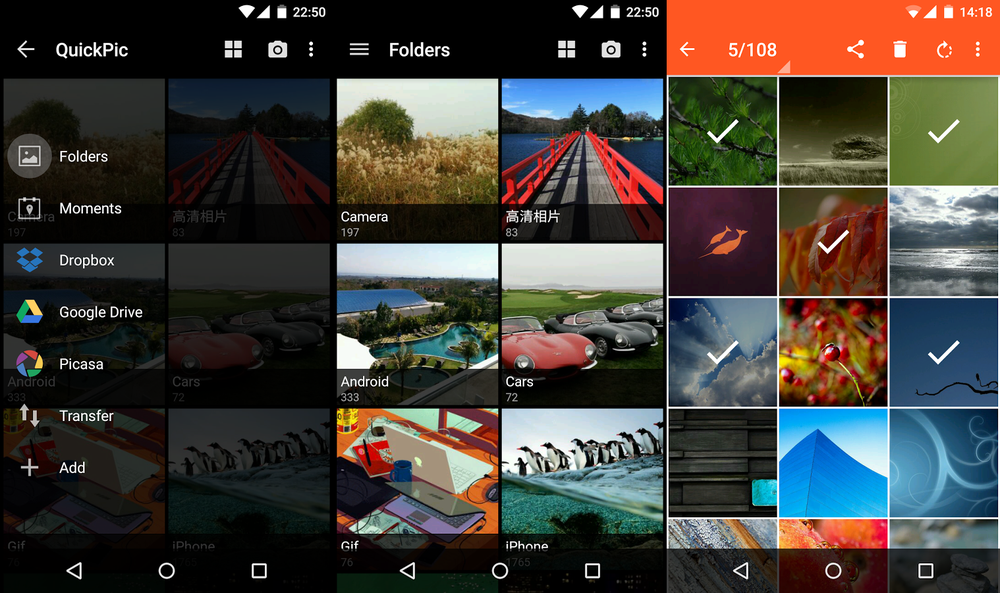 22:50
QuickPic
Camera
197
高清相片
83
Folders
Moments
Dropbox
Google Drive
Picasa
Transfer
Add
Android
333
Cars
72
Gif
iPhone
22:50
Folders
Camera
197
高清相片
83
Android
333
Cars
72
Gif
76
iPhone
1765
14:18
5/108